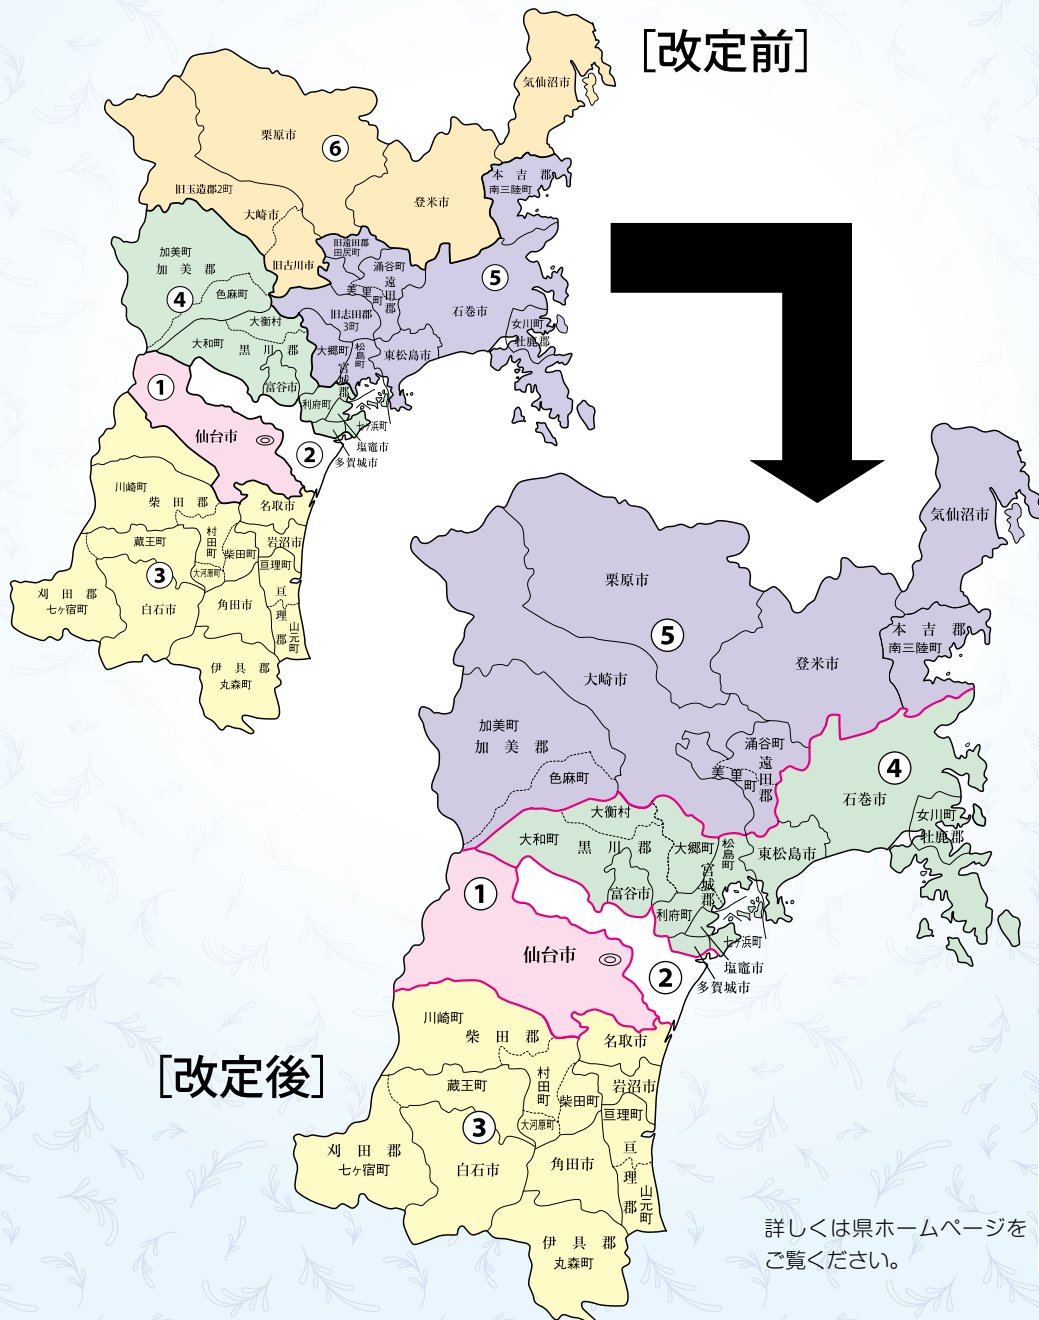 ［改定前］
気仙沼市
栗原市
⑥
本吉郡
南三陸町
旧玉造郡2町
登米市
大崎市
旧遠田郡
田尻町
加美町
加美郡
旧古川市
涌谷町
遠田郡
⑤
④
色麻町
美里町
石巻市
旧志田郡
3町
大衡村
女川町
牡鹿郡
大和町
黒川郡
大郷町
松島町
東松島市
宮城郡
①
富谷市
利府町
七ヶ浜町
仙台市
塩竈市
②
多賀城市
川崎町
柴田郡
名取市
村田町
蔵王町
柴田町
岩沼市
亘理町
③
大河原町
刈田郡
七ヶ宿町
白石市
角田市
亘理郡
山元町
伊具郡
丸森町
気仙沼市
栗原市
⑤
本吉郡
南三陸町
登米市
大崎市
加美町
加美郡
涌谷町
遠田郡
美里町
色麻町
④
石巻市
大衡村
女川町
牡鹿郡
大和町
黒川郡
大郷町
松島町
東松島市
宮城郡
①
富谷市
利府町
七ヶ浜町
仙台市
塩竈市
②
多賀城市
川崎町
柴田郡
名取市
［改定後］
村田町
蔵王町
柴田町
岩沼市
亘理町
③
大河原町
刈田郡
七ヶ宿町
白石市
角田市
亘理郡
山元町
伊具郡
丸森町
詳しくは県ホームページを
ご覧ください。